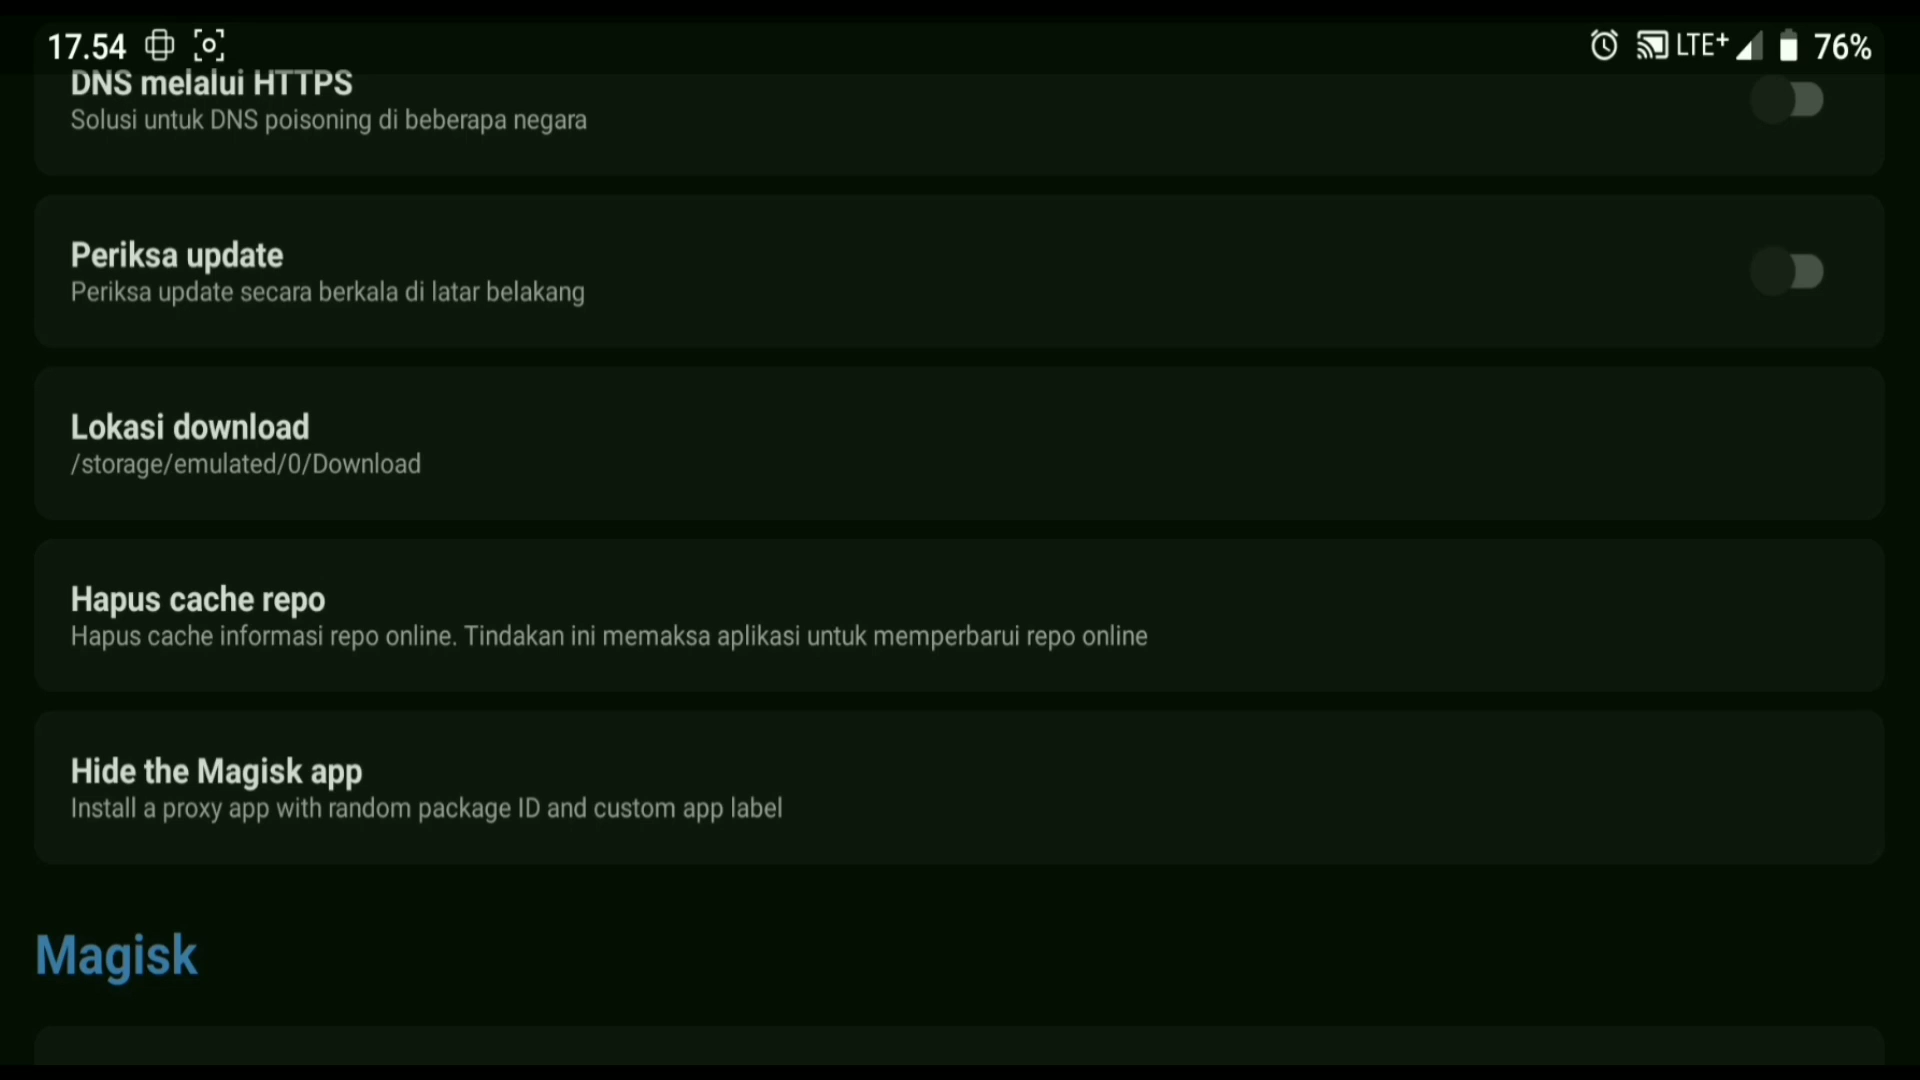 17.54 LTE+ 76%
DNS melalui HTTPS
Solusi untuk DNS poisoning di beberapa negara
Periksa update
Periksa update secara berkala di latar belakang
Lokasi download
/storage/emulated/0/Download
Hapus cache repo
Hapus cache informasi repo online. Tindakan ini memaksa aplikasi untuk memperbarui repo online
Hide the Magisk app
Install a proxy app with random package ID and custom app label
Magisk